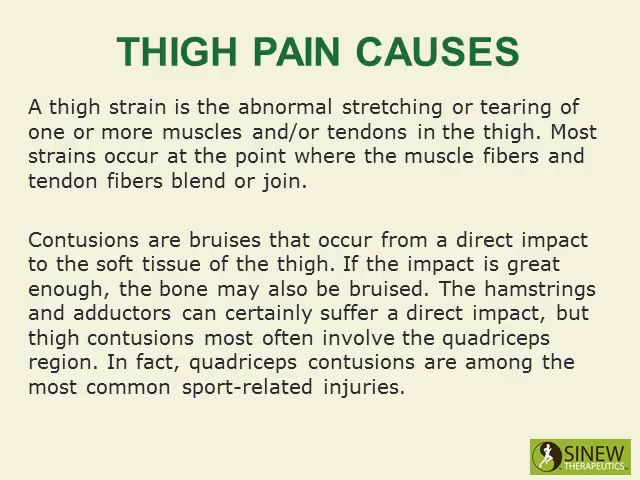 THIGH PAIN CAUSES
A thigh strain is the abnormal stretching or tearing of
one or more muscles and/or tendons in the thigh. Most
strains occur at the point where the muscle fibers and
tendon fibers blend or join.
Contusions are bruises that occur from a direct impact
to the soft tissue of the thigh. If the impact is great
enough, the bone may also be bruised. The hamstrings
and adductors can certainly suffer a direct impact, but
thigh contusions most often involve the quadriceps
region. In fact, quadriceps contusions are among the
most common sport-related injuries.
SINEW
THERAPEUTICS